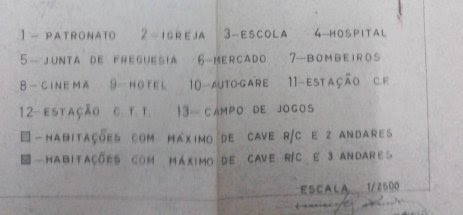 1 — PATRONATO 2 — IGREJA 3 — ESCOLA 4 — HOSPITAL
5 — JUNTA DE FREGUESIA 6 — MERCADO 7 — BOMBEIROS
8 — CINEMA 9 — HOTEL 10 — AUTO-GARE 11 — ESTAÇÃO C.P.
12 — ESTAÇÃO C.T.T. 13 — CAMPO DE JOGOS
— HABITAÇÕES COM MÁXIMO DE CAVE R/C E 2 ANDARES
— HABITAÇÕES COM MÁXIMO DE CAVE R/C E 3 ANDARES
ESCALA 1/2500